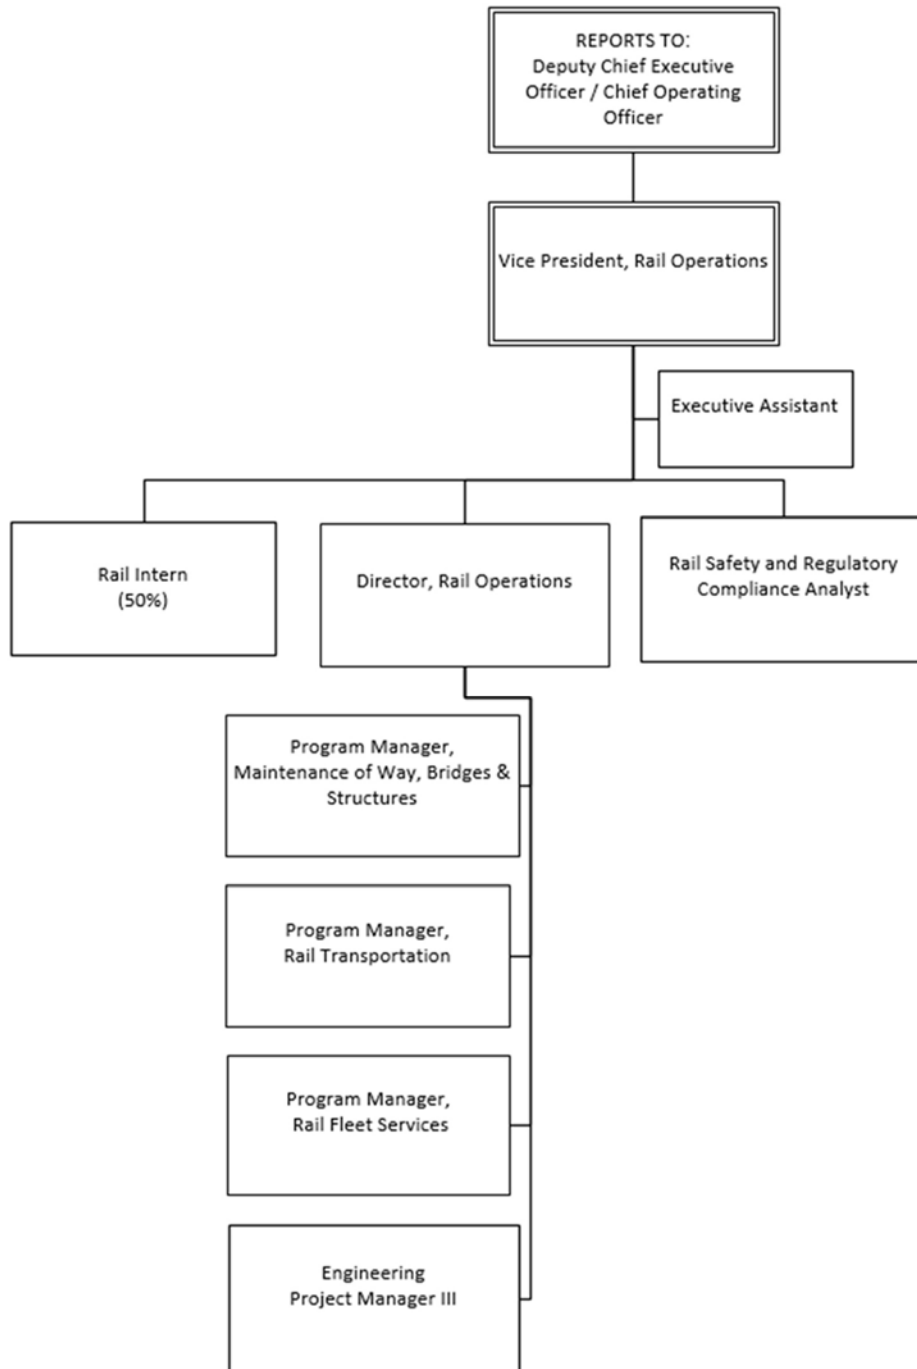 REPORTS TO:
Deputy Chief Executive
Officer / Chief Operating
Officer
Vice President, Rail Operations
Executive Assistant
Rail Intern
(50%)
Director, Rail Operations
Rail Safety and Regulatory
Compliance Analyst
Program Manager,
Maintenance of Way, Bridges &
Structures
Program Manager,
Rail Transportation
Program Manager,
Rail Fleet Services
Engineering
Project Manager III